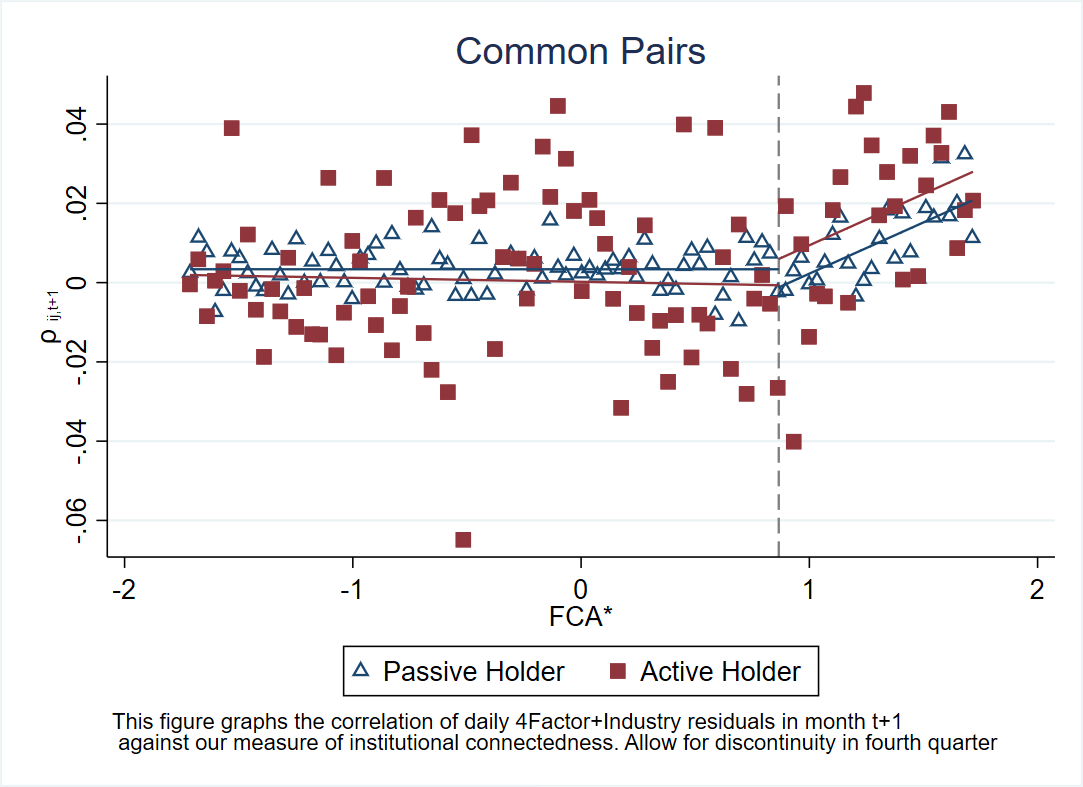 Common Pairs
.04
.02
0
-.02
-.04
-.06
ρ ij,t+1
-2 -1 0 1 2
FCA*
Passive Holder Active Holder
This figure graphs the correlation of daily 4Factor+Industry residuals in month t+1
against our measure of institutional connectedness. Allow for discontinuity in fourth quarter